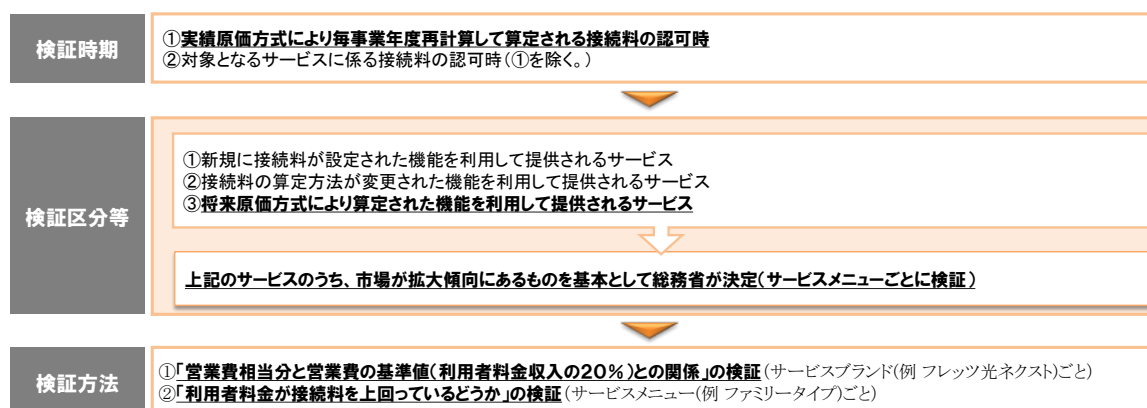 検証時期
①実績原価方式により毎事業年度再計算して算定される接続料の認可時
②対象となるサービスに係る接続料の認可時(①を除く。)
検証区分等
①新規に接続料が設定された機能を利用して提供されるサービス
②接続料の算定方法が変更された機能を利用して提供されるサービス
③将来原価方式により算定された機能を利用して提供されるサービス
上記のサービスのうち、市場が拡大傾向にあるものを基本として総務省が決定(サービスメニューごとに検証)
検証方法
①「営業費相当分と営業費の基準値(利用者料金収入の20%)との関係」の検証(サービスブランド(例 フレッツ光ネクスト)ごと)
②「利用者料金が接続料を上回っているどうか」の検証(サービスメニュー(例 ファミリータイプ)ごと)